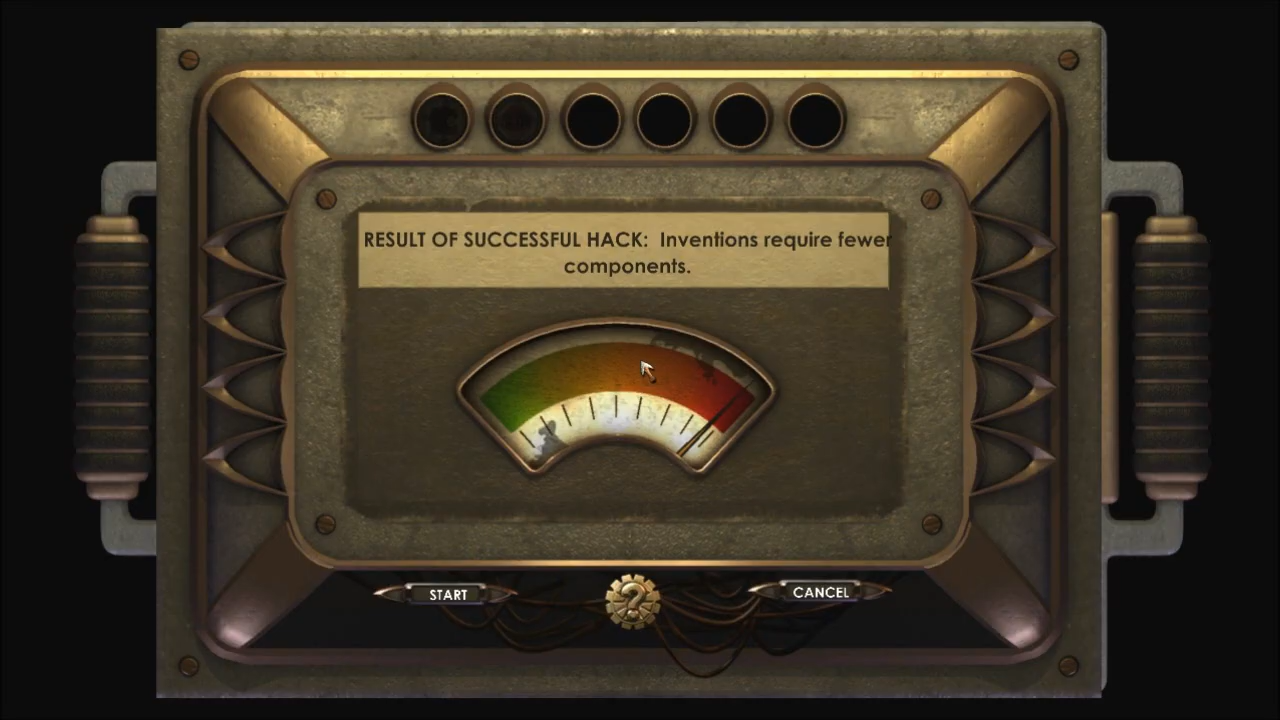 RESULT OF SUCCESSFUL HACK: Inventions require fewer
components.
START
?
CANCEL